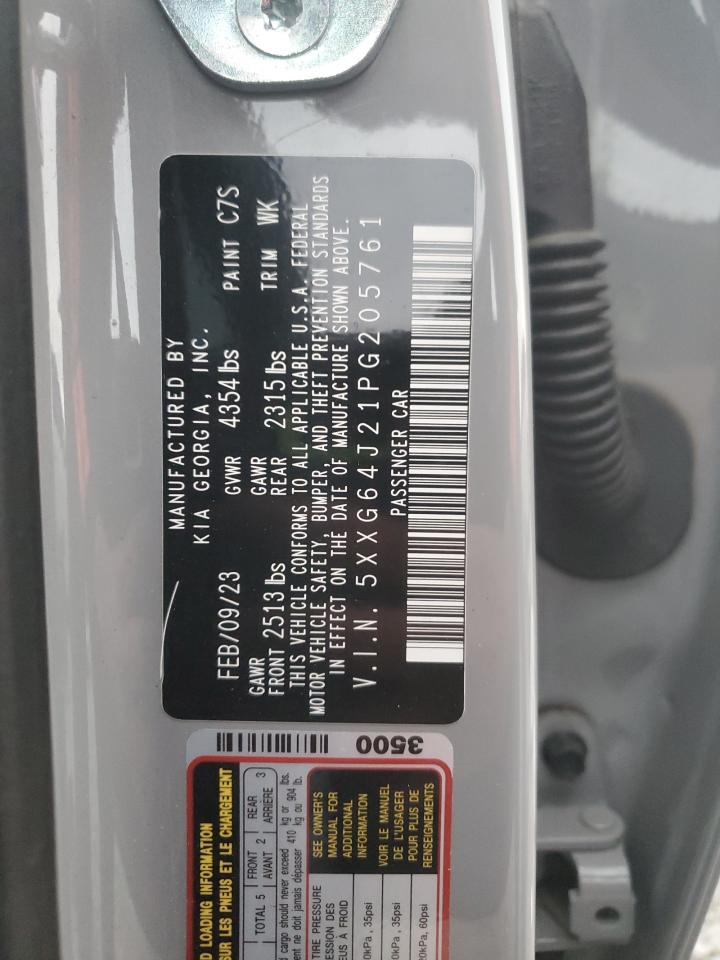 MANUFACTURED BY
KIA GEORGIA, INC.
FEB/09/23 GVWR 4354 lbs PAINT C7S
GAWR GAWR
FRONT 2513 lbs REAR 2315 lbs TRIM WK
THIS VEHICLE CONFORMS TO ALL APPLICABLE U.S.A. FEDERAL
MOTOR VEHICLE SAFETY, BUMPER, AND THEFT PREVENTION STANDARDS
IN EFFECT ON THE DATE OF MANUFACTURE SHOWN ABOVE.
V.I.N. 5XXG64J21PG205761
PASSENGER CAR
3500
LOADING INFORMATION
SUR LES PNEUS ET LE CHARGEMENT
TOTAL 5 FRONT 2 REAR 3
AVANT 2 ARRIÈRE 3
cargo should never exceed 410 kg or lbs.
ne doit jamais dépasser 410 kg ou 904 lb.
TIRE PRESSURE
SION DES
US A FROID
kPa, 35psi
kPa, 35psi
kPa, 60psi
SEE OWNER'S
MANUAL FOR
ADDITIONAL
INFORMATION
VOIR LE MANUEL
DE L'USAGER
POUR PLUS DE
RENSEIGNEMENTS